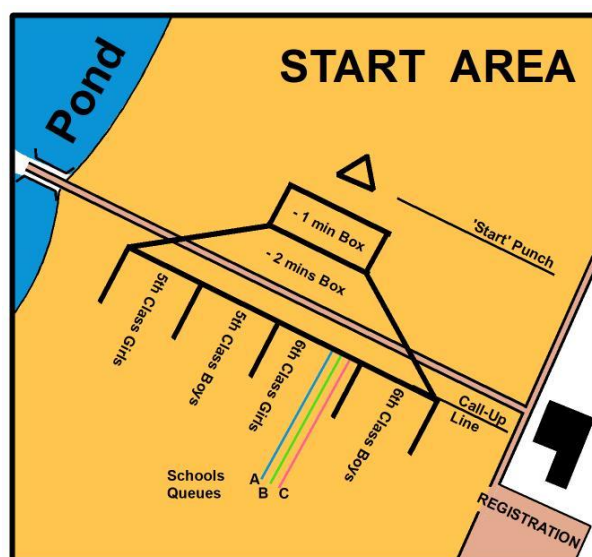 START AREA
Pond
'Start' Punch
- 1 min Box
- 2 mins Box
5th Class Girls
5th Class Boys
6th Class Girls
6th Class Boys
Call-Up
Line
Schools
Queues
A
B
C
REGISTRATION